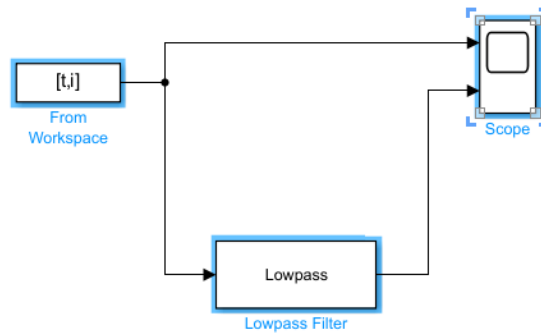 [t,i]
From
Workspace
Scope
Lowpass
Lowpass Filter